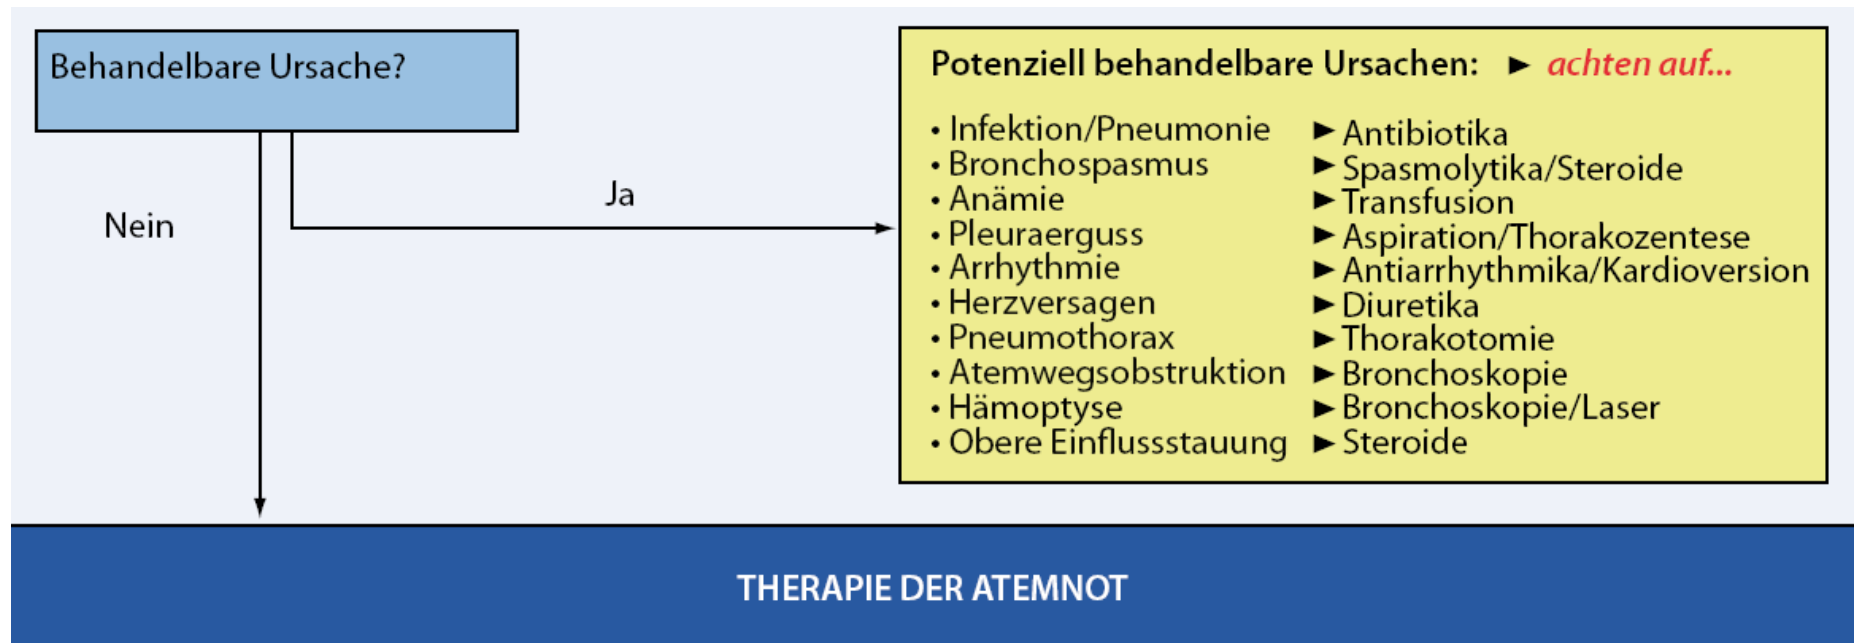 Behandelbare Ursache?
Nein
Ja
Potenziell behandelbare Ursachen: ► achten auf...
• Infektion/Pneumonie ► Antibiotika
• Bronchospasmus ► Spasmolytika/Steroide
• Anämie ► Transfusion
• Pleuraerguss ► Aspiration/Thorakozentese
• Arrhythmie ► Antiarrhythmika/Kardioversion
• Herzversagen ► Diuretika
• Pneumothorax ► Thorakotomie
• Atemwegsobstruktion ► Bronchoskopie
• Hämoptyse ► Bronchoskopie/Laser
• Obere Einflussstauung ► Steroide
THERAPIE DER ATEMNOT